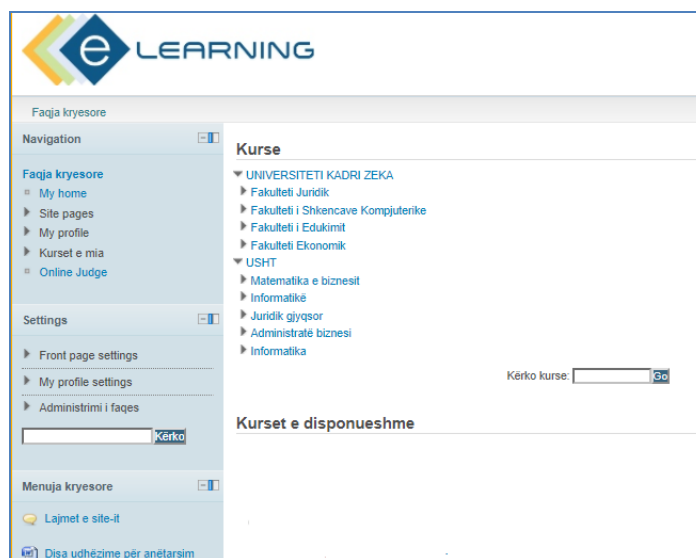 e LEARNING
Faqja kryesore
Navigation
Faqja kryesore
My home
Site pages
My profile
Kurset e mia
Online Judge
Settings
Front page settings
My profile settings
Administrimi i faqes
Kërko
Menuja kryesore
Lajmet e site-it
Disa udhëzime për anëtarsim
Kurse
UNIVERSITETI KADRI ZEKA
Fakulteti Juridik
Fakulteti i Shkencave Kompjuterike
Fakulteti i Edukimit
Fakulteti Ekonomik
USHT
Matematika e biznesit
Informatikë
Juridik gjyqsor
Administratë biznesi
Informatika
Kërko kurse: Go
Kurset e disponueshme